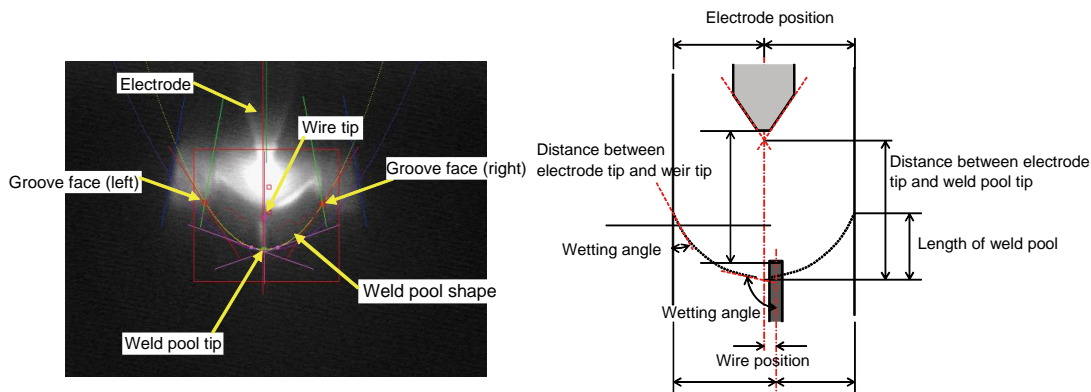 Electrode
Wire tip
Groove face (left)
Groove face (right)
Weld pool shape
Weld pool tip
Electrode position
Distance between
electrode tip and weir tip
Distance between electrode
tip and weld pool tip
Wetting angle
Length of weld pool
Wetting angle
Wire position